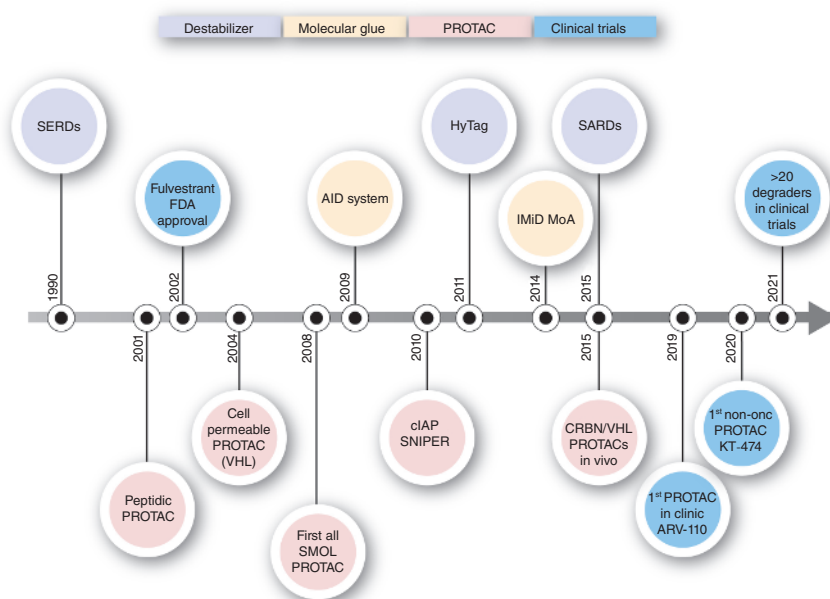 Destabilizer
Molecular glue
PROTAC
Clinical trials
SERDs
HyTag
SARDs
Fulvestrant
FDA
approval
AID system
IMiD MoA
>20
degraders
in clinical
trials
1990
2002
2009
2011
2014
2015
2021
2001
2004
2008
2010
2015
2019
2020
Cell
permeable
PROTAC
(VHL)
cIAP
SNIPER
CRBN/VHL
PROTACs
in vivo
1st non-onc
PROTAC
KT-474
Peptidic
PROTAC
First all
SMOL
PROTAC
1st PROTAC
in clinic
ARV-110